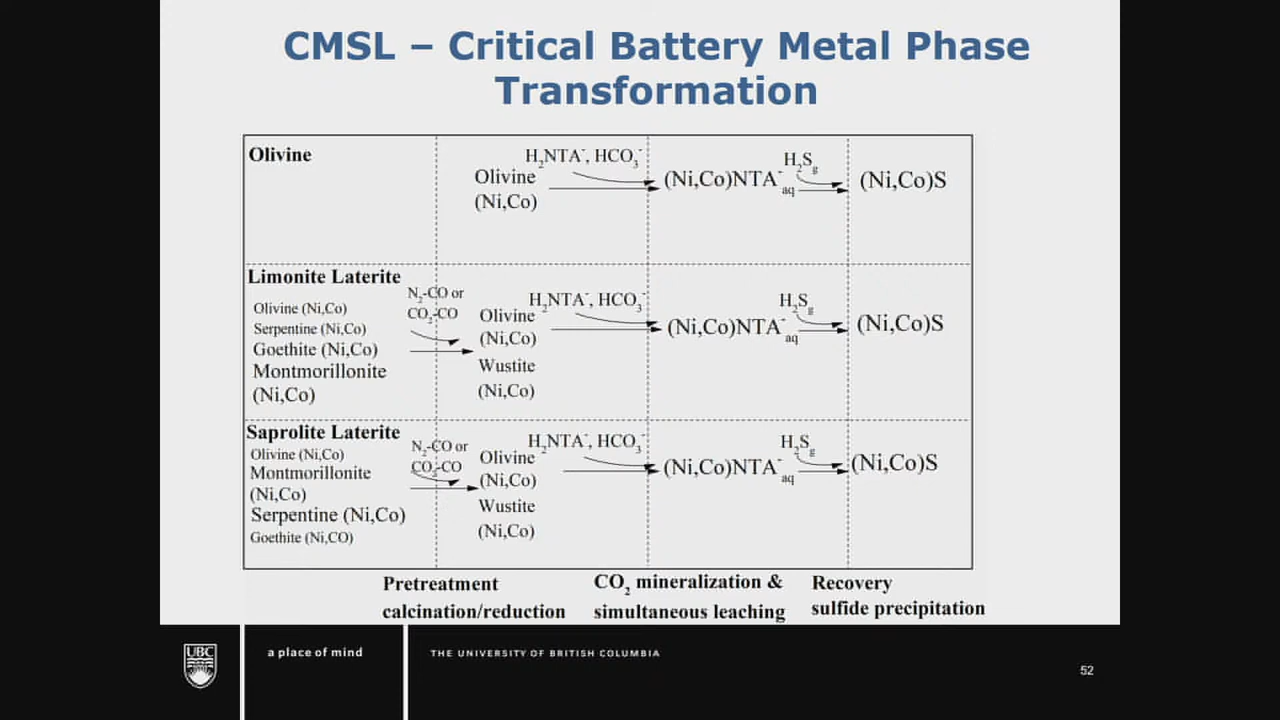 CMSL – Critical Battery Metal Phase
Transformation
Olivine
H₂NTA⁻, HCO₃⁻
Olivine
(Ni,Co)
(Ni,Co)NTA⁻aq
H₂Sg
(Ni,Co)S
Limonite Laterite
Olivine (Ni,Co)
Serpentine (Ni,Co)
Goethite (Ni,Co)
Montmorillonite
(Ni,Co)
N₂-CO or
CO₂-CO
Olivine
(Ni,Co)
Wustite
(Ni,Co)
H₂NTA⁻, HCO₃⁻
(Ni,Co)NTA⁻aq
H₂Sg
(Ni,Co)S
Saprolite Laterite
Olivine (Ni,Co)
Montmorillonite
(Ni,Co)
Serpentine (Ni,Co)
Goethite (Ni,CO)
N₂-CO or
CO₂-CO
Olivine
(Ni,Co)
Wustite
(Ni,Co)
H₂NTA⁻, HCO₃⁻
(Ni,Co)NTA⁻aq
H₂Sg
(Ni,Co)S
Pretreatment
calcination/reduction
CO₂ mineralization &
simultaneous leaching
Recovery
sulfide precipitation
UBC
a place of mind
THE UNIVERSITY OF BRITISH COLUMBIA
52